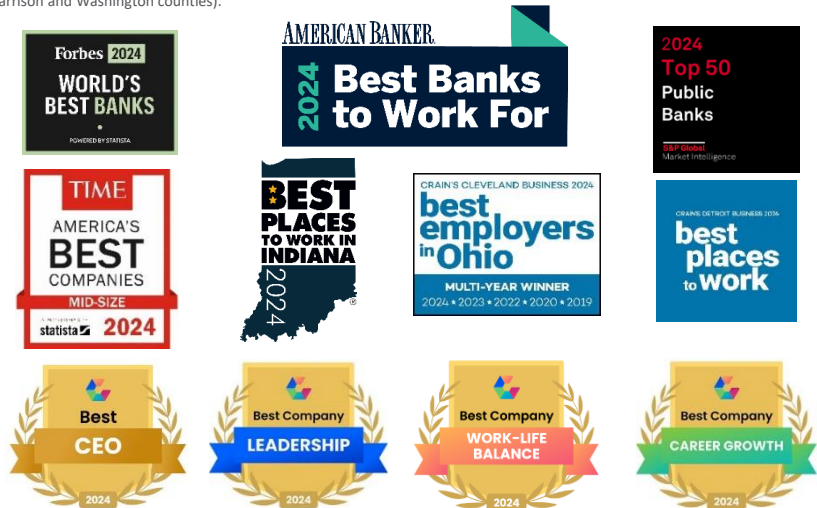 arrison and Washington counties).
Forbes 2024
WORLD'S
BEST BANKS
POWERED BY STATISTA
AMERICAN BANKER
2024
Best Banks
to Work For
2024
Top 50
Public
Banks
S&P Global
Market Intelligence
TIME
AMERICA'S
BEST
COMPANIES
MID-SIZE
statista 2024
BEST
PLACES
TO WORK IN
INDIANA
2024
®
CRAIN'S CLEVELAND BUSINESS 2024
best
employers
in Ohio
MULTI-YEAR WINNER
2024 ★ 2023 ★ 2022 ★ 2020 ★ 2019
CRAIN'S DETROIT BUSINESS 2024
best
places
to work
Best
CEO
2024
Best Company
LEADERSHIP
2024
Best Company
WORK-LIFE
BALANCE
2024
Best Company
CAREER GROWTH
2024